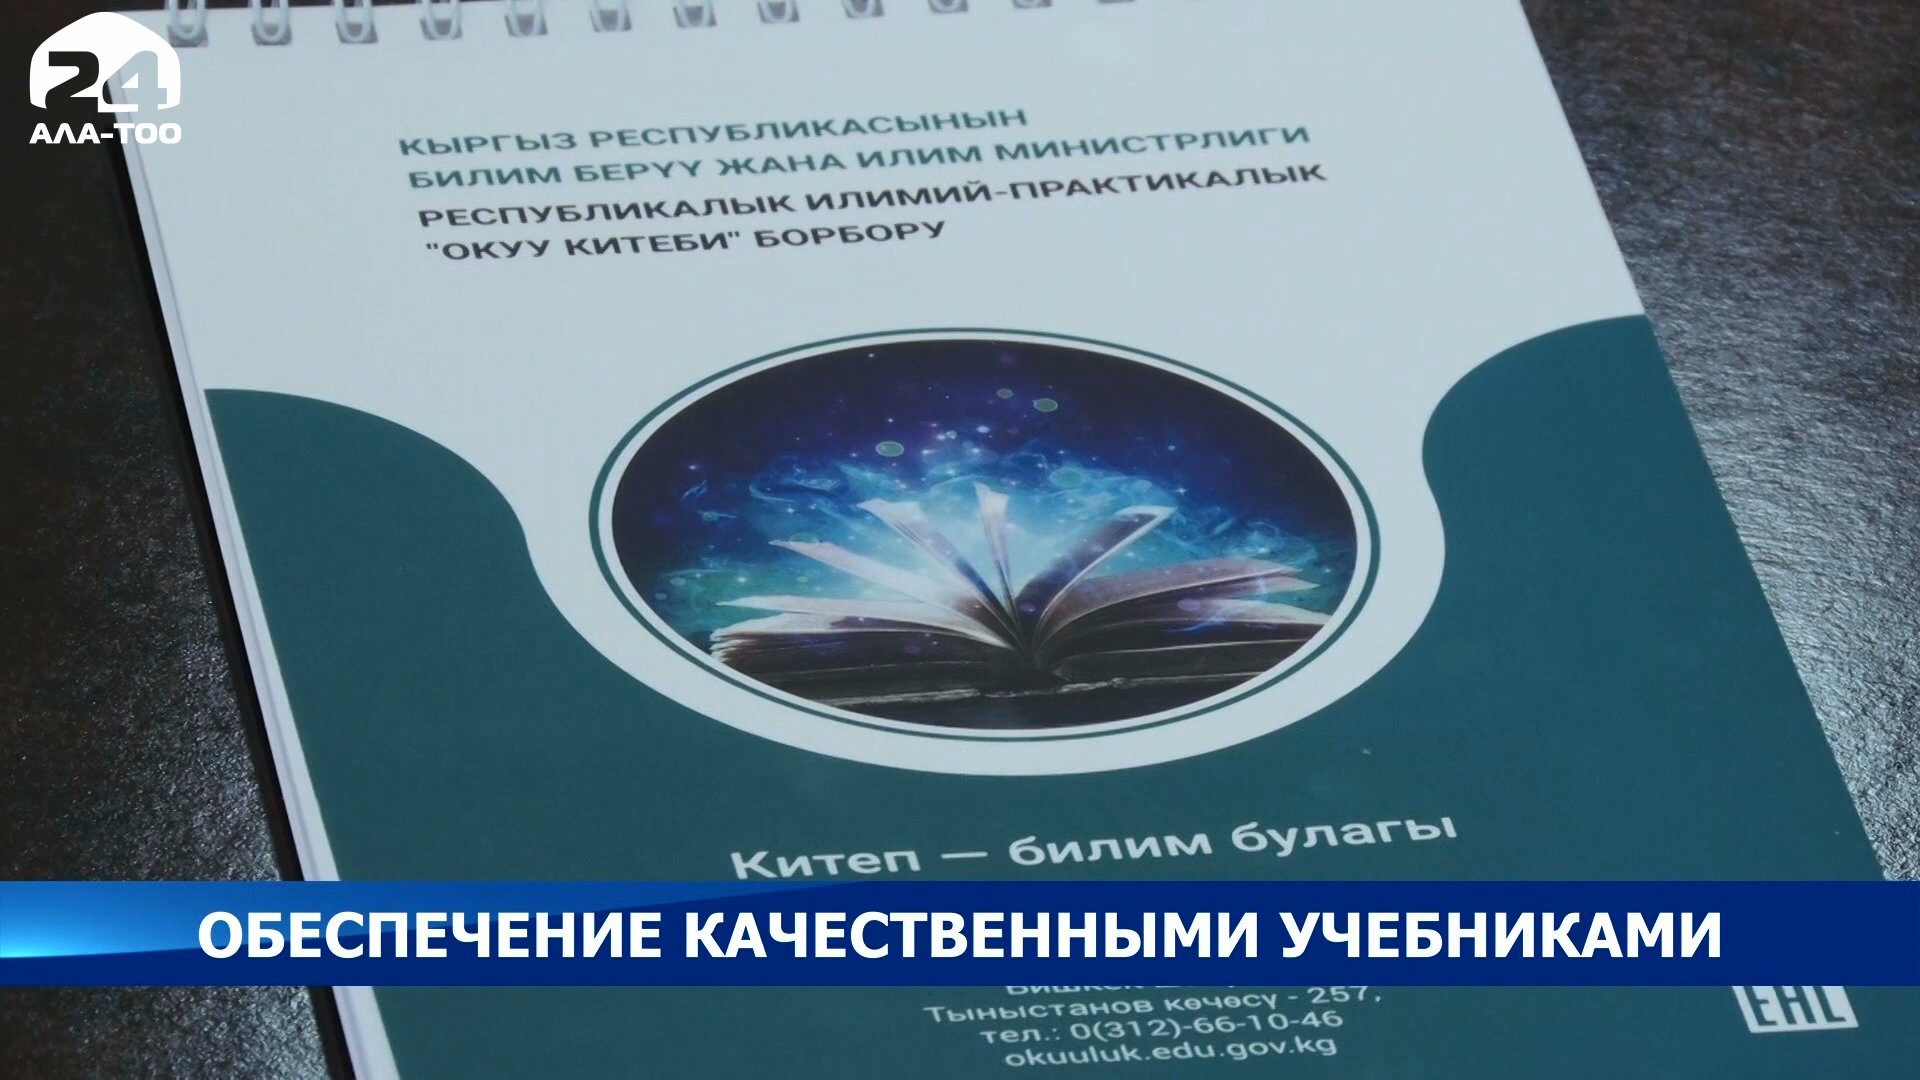 24
АЛА-ТОО
КЫРГЫЗ РЕСПУБЛИКАСЫНЫН
БИЛИМ БЕРҮҮ ЖАНА ИЛИМ МИНИСТРЛИГИ
РЕСПУБЛИКАЛЫК ИЛИМИЙ-ПРАКТИКАЛЫК
"ОКУУ КИТЕБИ" БОРБОРУ
Китеп — билим булагы
ОБЕСПЕЧЕНИЕ КАЧЕСТВЕННЫМИ УЧЕБНИКАМИ
Тыныстанов көчөсү - 257,
тел.: 0(312)-66-10-46
okuuluk.edu.gov.kg